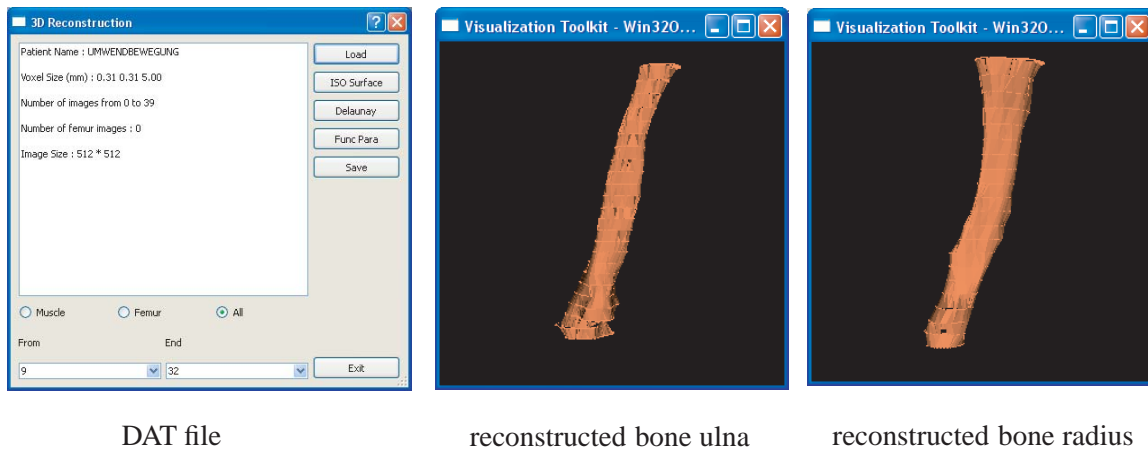 3D Reconstruction
Patient Name : UMWENDBEWEGUNG
Voxel Size (mm) : 0.31 0.31 5.00
Number of images from 0 to 39
Number of femur images : 0
Image Size : 512 * 512
Load
ISO Surface
Delaunay
Func Para
Save
Muscle
Femur
All
From
End
9
32
Exit
Visualization Toolkit - Win32O...
Visualization Toolkit - Win32O...
DAT file
reconstructed bone ulna
reconstructed bone radius